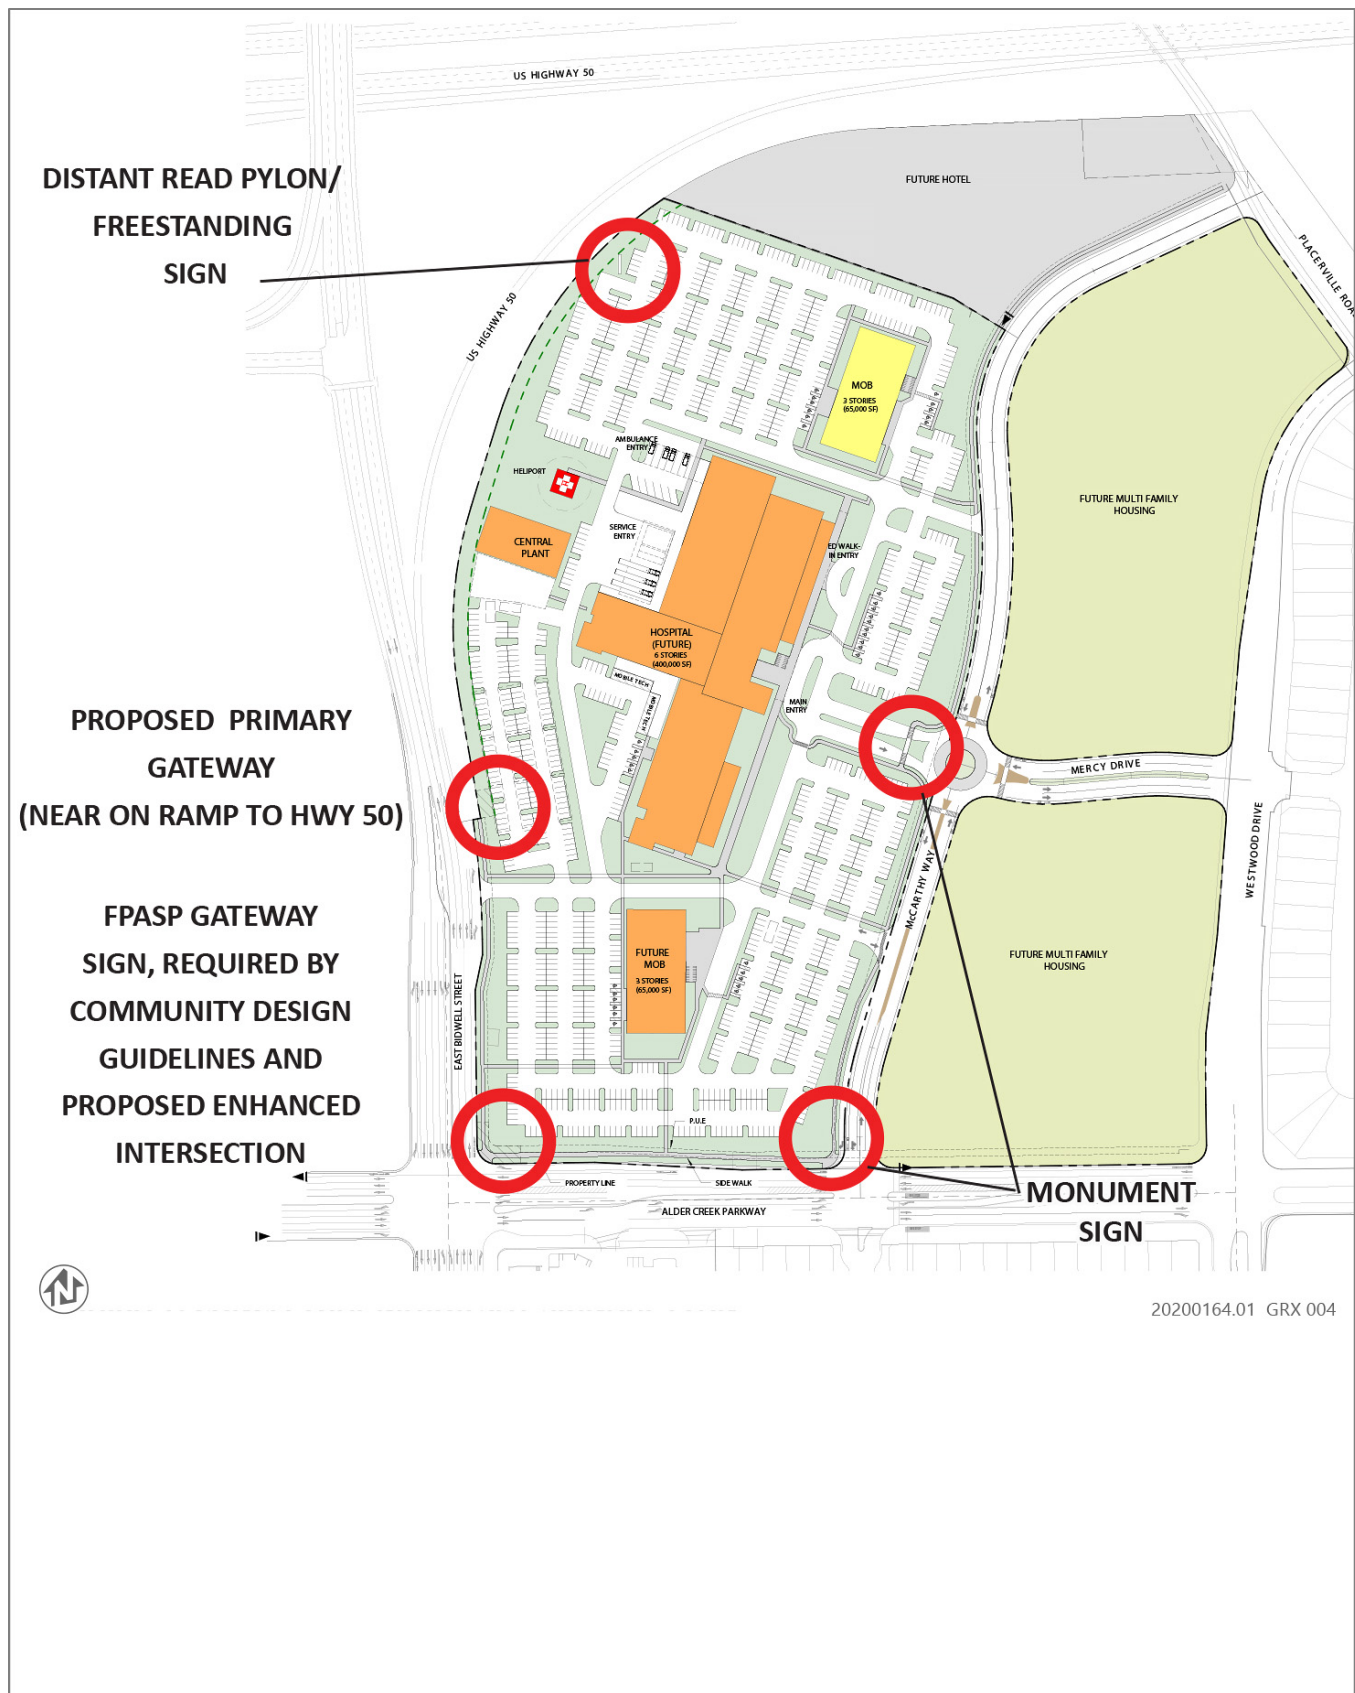 US HIGHWAY 50
DISTANT READ PYLON/
FREESTANDING
SIGN
FUTURE HOTEL
PLACERVILLE ROAD
US HIGHWAY 50
MOB
3 STORIES
(65,000 SF)
AMBULANCE
ENTRY
HELIPORT
H
FUTURE MULTI FAMILY
HOUSING
SERVICE
ENTRY
CENTRAL
PLANT
ED WALK-
IN ENTRY
HOSPITAL
(FUTURE)
6 STORIES
(400,000 SF)
MOBILE TECH
MOBILE TECH
MAIN
ENTRY
PROPOSED PRIMARY
GATEWAY
(NEAR ON RAMP TO HWY 50)
MERCY DRIVE
WESTWOOD DRIVE
McCARTHY WAY
FPASP GATEWAY
SIGN, REQUIRED BY
COMMUNITY DESIGN
GUIDELINES AND
PROPOSED ENHANCED
INTERSECTION
FUTURE
MOB
3 STORIES
(65,000 SF)
FUTURE MULTI FAMILY
HOUSING
EAST BIDWELL STREET
P.U.E
PROPERTY LINE
SIDE WALK
ALDER CREEK PARKWAY
MONUMENT
SIGN
N
20200164.01 GRX 004